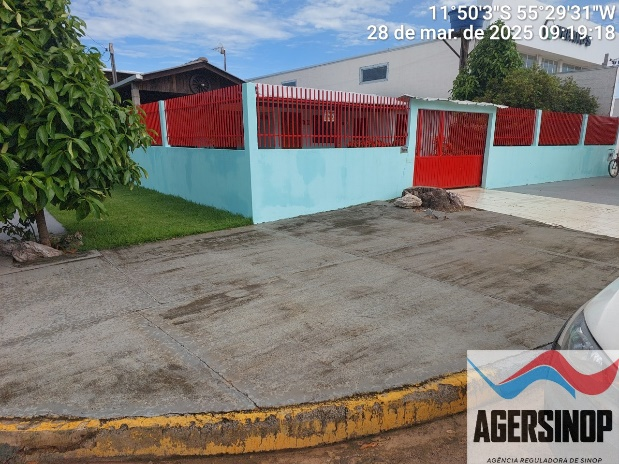 11°50'3"S 55°29'31"W
28 de mar. de 2025 09:19:18
AGERSINOP
AGÊNCIA REGULADORA DE SINOP